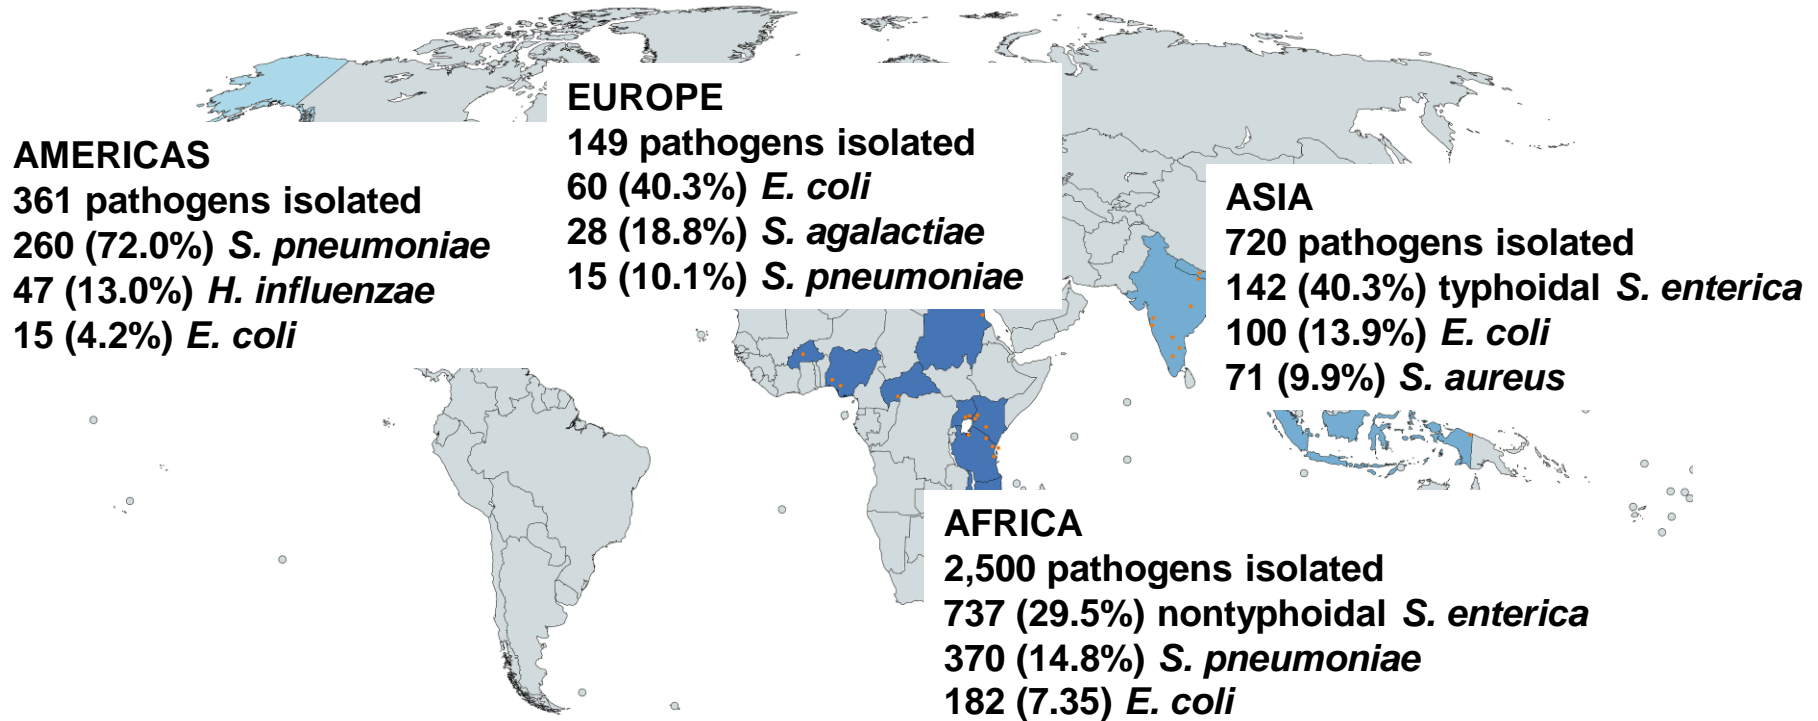 AMERICAS
361 pathogens isolated
260 (72.0%) S. pneumoniae
47 (13.0%) H. influenzae
15 (4.2%) E. coli
EUROPE
149 pathogens isolated
60 (40.3%) E. coli
28 (18.8%) S. agalactiae
15 (10.1%) S. pneumoniae
ASIA
720 pathogens isolated
142 (40.3%) typhoidal S. enterica
100 (13.9%) E. coli
71 (9.9%) S. aureus
AFRICA
2,500 pathogens isolated
737 (29.5%) nontyphoidal S. enterica
370 (14.8%) S. pneumoniae
182 (7.35) E. coli